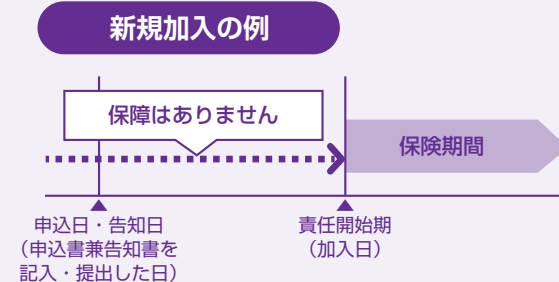 新規加入の例
保障はありません
保険期間
申込日・告知日
（申込書兼告知書を
記入・提出した日）
責任開始期
（加入日）